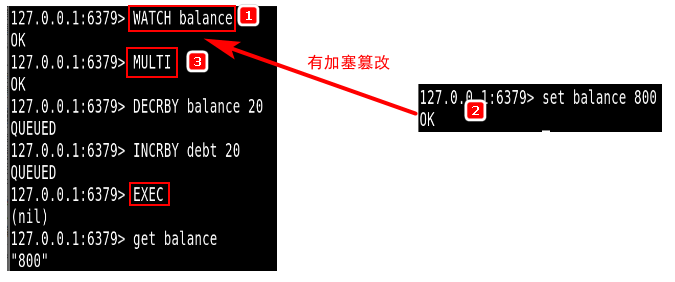 127.0.0.1:6379> WATCH balance 1
OK
127.0.0.1:6379> MULTI 3
OK
127.0.0.1:6379> DECRBY balance 20
QUEUED
127.0.0.1:6379> INCRBY debt 20
QUEUED
127.0.0.1:6379> EXEC
(nil)
127.0.0.1:6379> get balance
"800"
有加塞篡改
127.0.0.1:6379> set balance 800
OK 2